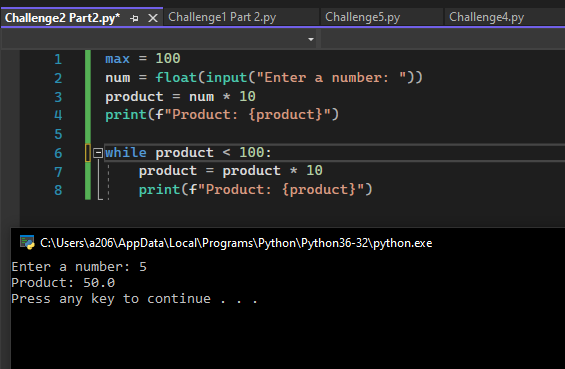 Challenge2 Part2.py* Challenge1 Part 2.py Challenge5.py Challenge4.py
1 max = 100
2 num = float(input("Enter a number: "))
3 product = num * 10
4 print(f"Product: {product}")
5
6 while product < 100:
7 product = product * 10
8 print(f"Product: {product}")
C:\Users\a206\AppData\Local\Programs\Python\Python36-32\python.exe
Enter a number: 5
Product: 50.0
Press any key to continue . . .